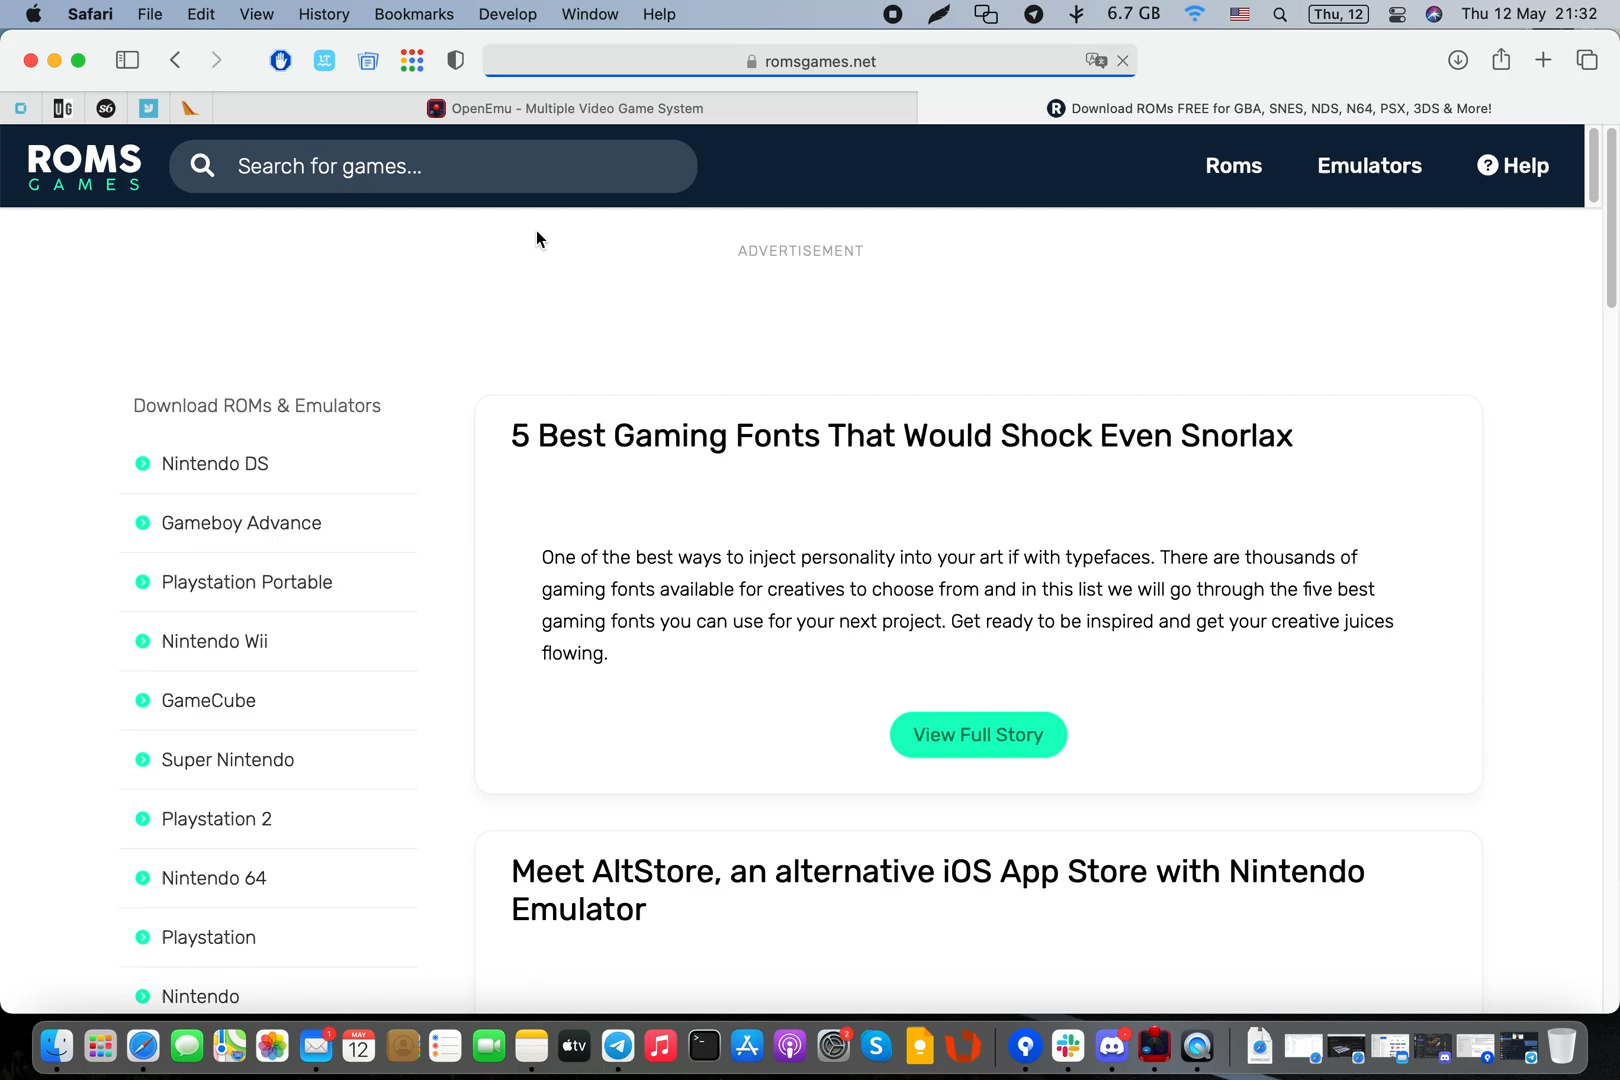 Safari File Edit View History Bookmarks Develop Window Help 6.7 GB Thu, 12 Thu 12 May 21:32
romsgames.net
UG S6 OpenEmu - Multiple Video Game System R Download ROMs FREE for GBA, SNES, NDS, N64, PSX, 3DS & More!
ROMS
GAMES
Search for games...
Roms Emulators ? Help
ADVERTISEMENT
Download ROMs & Emulators
Nintendo DS
Gameboy Advance
Playstation Portable
Nintendo Wii
GameCube
Super Nintendo
Playstation 2
Nintendo 64
Playstation
Nintendo
5 Best Gaming Fonts That Would Shock Even Snorlax
One of the best ways to inject personality into your art if with typefaces. There are thousands of
gaming fonts available for creatives to choose from and in this list we will go through the five best
gaming fonts you can use for your next project. Get ready to be inspired and get your creative juices
flowing.
View Full Story
Meet AltStore, an alternative iOS App Store with Nintendo
Emulator
1 MAY 12 tv 2